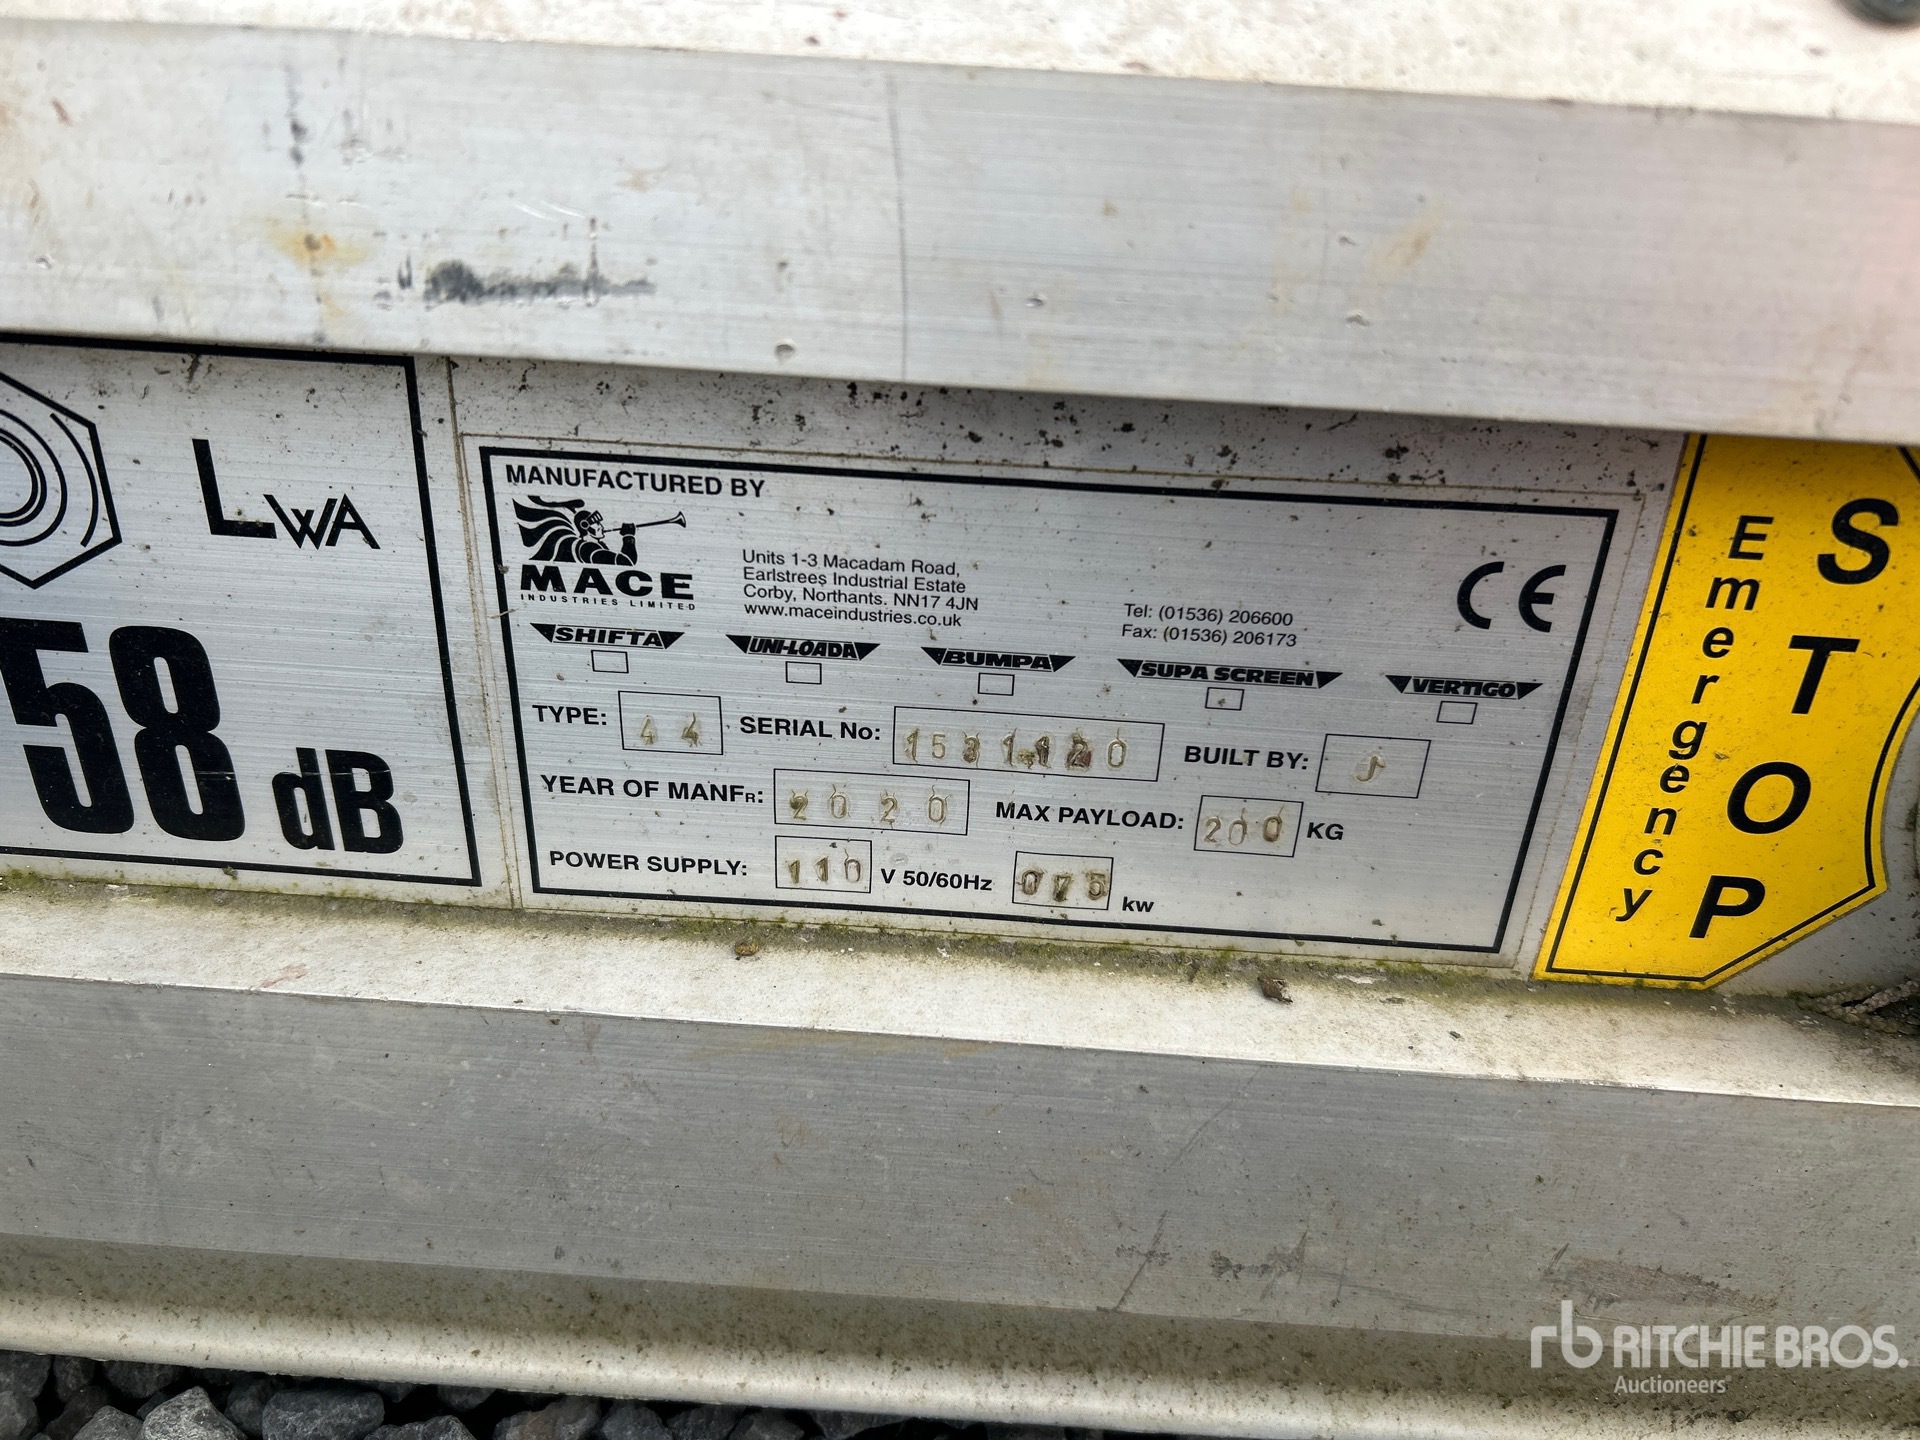 LWA
58 dB
MANUFACTURED BY
MACE
INDUSTRIES LIMITED
Units 1-3 Macadam Road,
Earlstrees Industrial Estate
Corby, Northants. NN17 4JN
www.maceindustries.co.uk
Tel: (01536) 206600
Fax: (01536) 206173
CE
SHIFTA UNI-LOADA BUMPA SUPA SCREEN VERTIGO
TYPE: 44 SERIAL No: BUILT BY: J
YEAR OF MANFR: 2020 MAX PAYLOAD: 200 KG
POWER SUPPLY: 110 V 50/60Hz 075 kw
Emergency
STOP
rb RITCHIE BROS.
Auctioneers